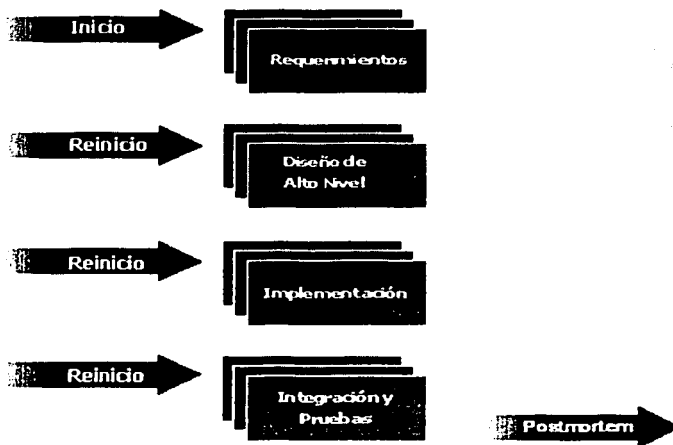 Inicio
Requerimientos
Reinicio
Diseño de
Alto Nivel
Reinicio
Implementación
Reinicio
Integración y
Pruebas
Postmortem